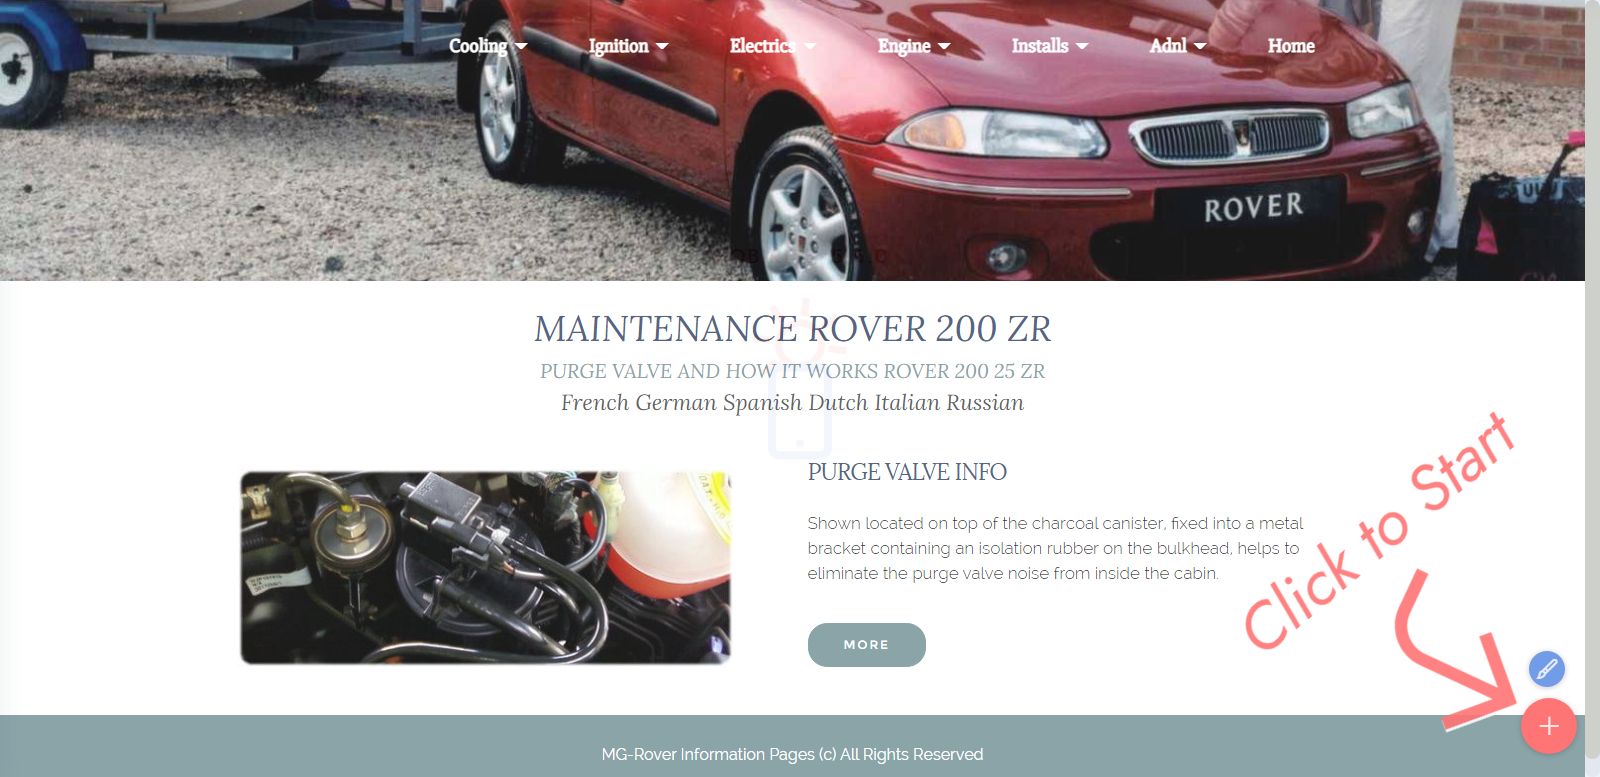 Cooling Ignition Electrics Engine Installs Adnl Home
ROVER
MAINTENANCE ROVER 200 ZR
PURGE VALVE AND HOW IT WORKS ROVER 200 25 ZR
French German Spanish Dutch Italian Russian
PURGE VALVE INFO
Shown located on top of the charcoal canister, fixed into a metal
bracket containing an isolation rubber on the bulkhead, helps to
eliminate the purge valve noise from inside the cabin.
MORE
Click to Start
MG-Rover Information Pages (c) All Rights Reserved